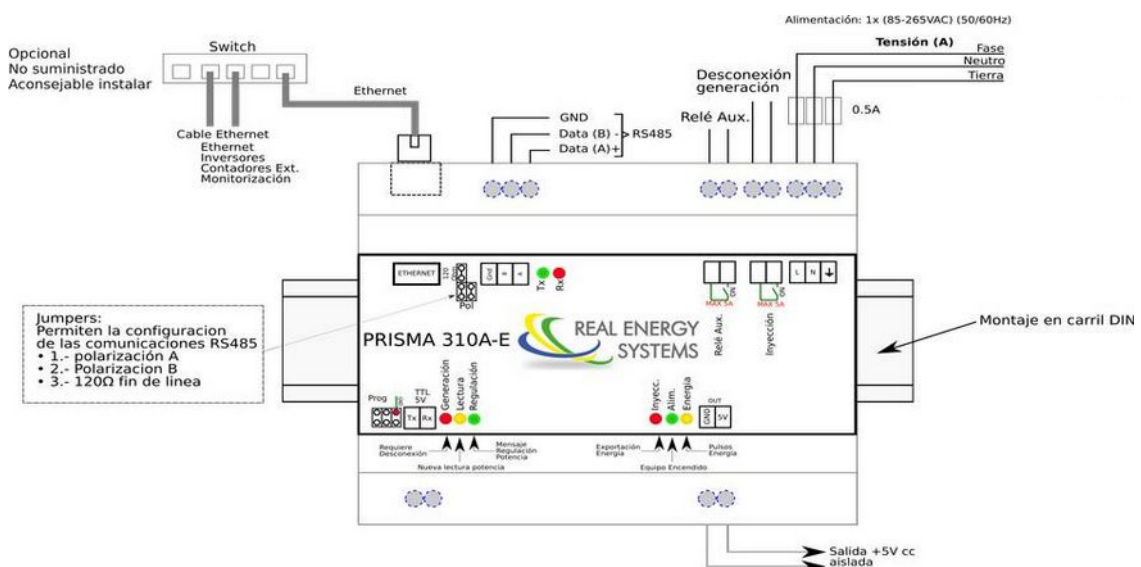 Alimentación: 1x (85-265VAC) (50/60Hz)
Tensión (A)
Fase
Neutro
Tierra
0.5A
Opcional
No suministrado
Aconsejable instalar
Switch
Ethernet
Cable Ethernet
Ethernet
Inversores
Contadores Ext.
Monitorización
GND
Data (B) -
Data (A)+
RS485
Relé Aux.
Desconexión
generación
ETHERNET
120
Pol
Gnd
Tx
Rx
NO
MAX 5A
Relé Aux.
NO
MAX 5A
Inyección
L N
Jumpers:
Permiten la configuracion
de las comunicaciones RS485
• 1.- polarización A
• 2.- Polarizacion B
• 3.- 120Ω fin de linea
PRISMA 310A-E
REAL ENERGY
SYSTEMS
Montaje en carril DIN
Prog
TTL
5V
Tx Rx
Generación
Lectura
Regulación
Inyecc.
Alim.
Energía
OUT
GND
5V
Requiere
Desconexión
Nueva lectura potencia
Mensaje
Regulación
Potencia
Exportación
Energía
Equipo Encendido
Pulsos
Energía
Salida +5V cc
aislada